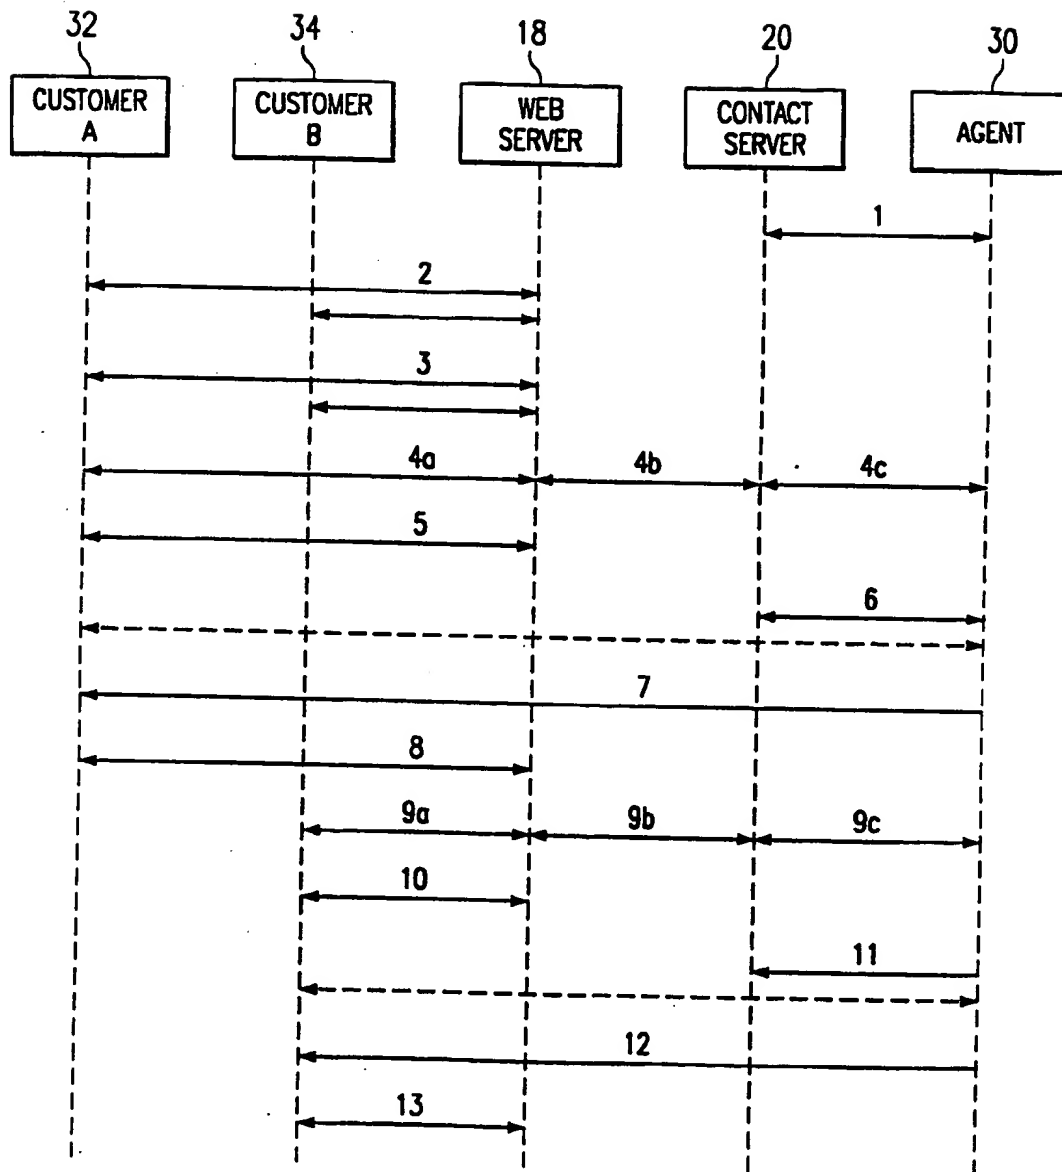 32
34
18
20
30
CUSTOMER
A
CUSTOMER
B
WEB
SERVER
CONTACT
SERVER
AGENT
1
2
3
4a
4b
4c
5
6
7
8
9a
9b
9c
10
11
12
13